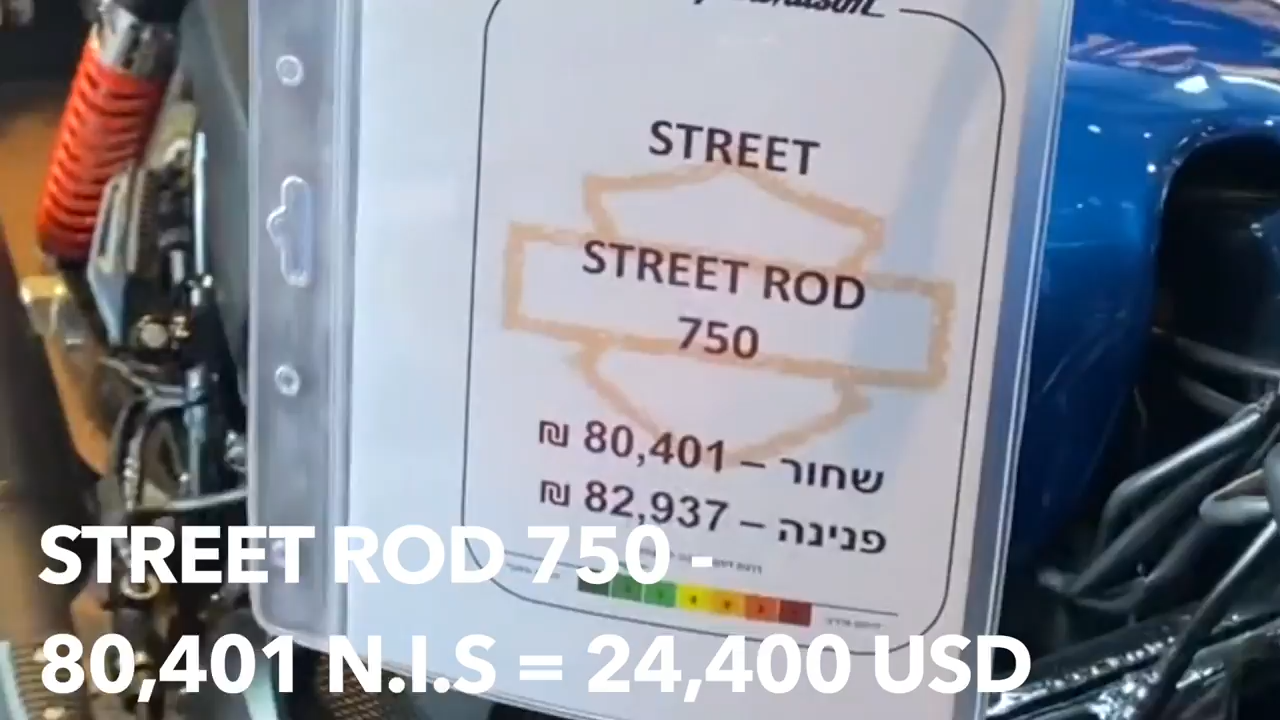 STREET
STREET ROD
750
שחור – 80,401 ₪
פנינה – 82,937 ₪
STREET ROD 750 -
80,401 N.I.S = 24,400 USD